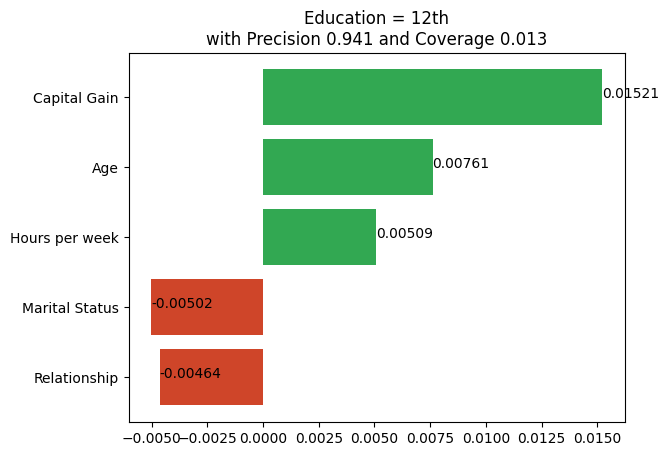 Education = 12th
with Precision 0.941 and Coverage 0.013
Capital Gain
0.01521
Age
0.00761
Hours per week
0.00509
Marital Status
-0.00502
Relationship
-0.00464
−0.0050 −0.0025 0.0000 0.0025 0.0050 0.0075 0.0100 0.0125 0.0150